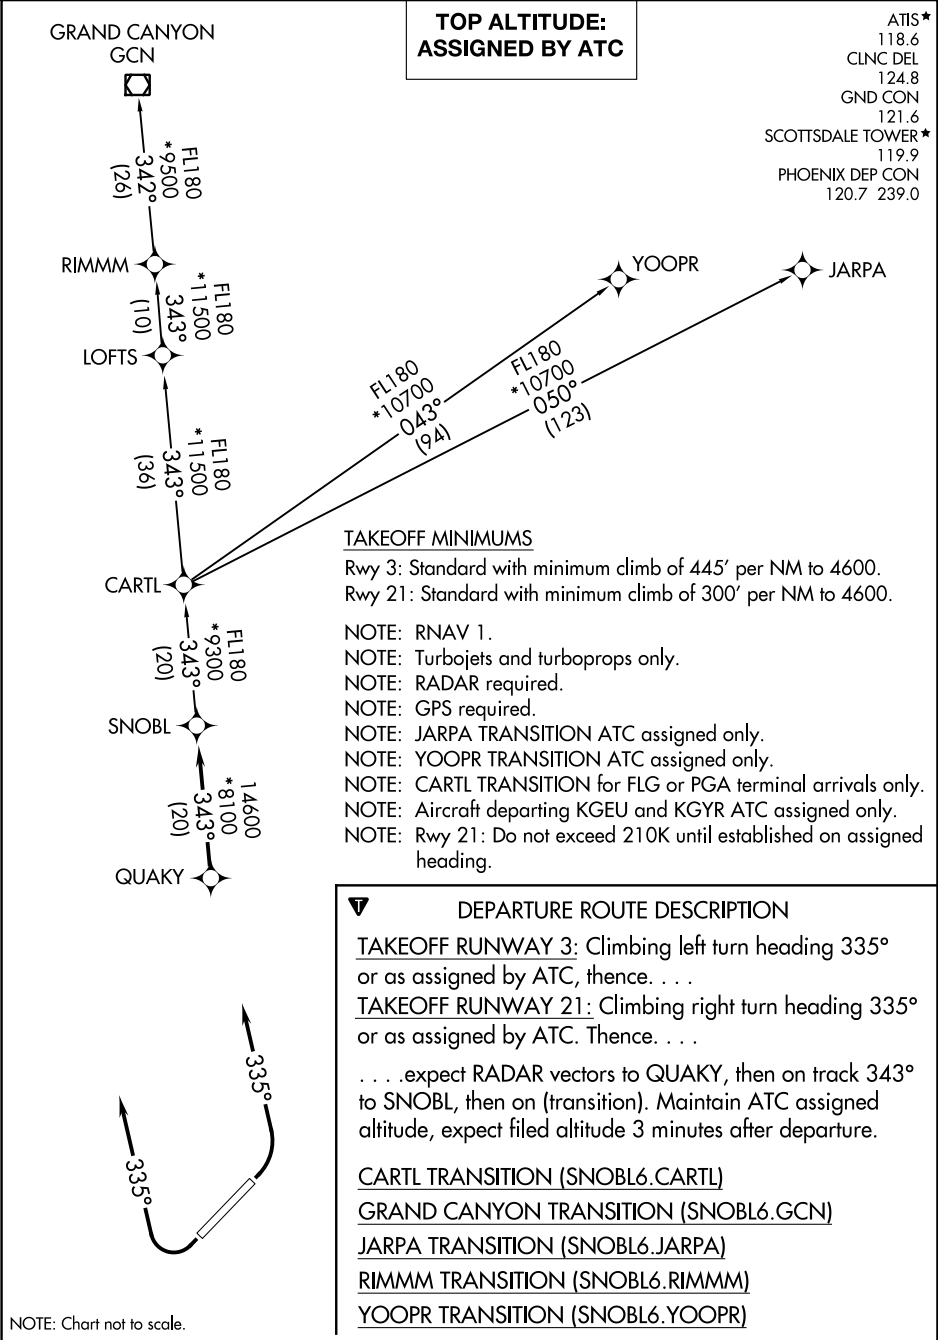 TOP ALTITUDE:
ASSIGNED BY ATC
ATIS★
118.6
CLNC DEL
124.8
GND CON
121.6
SCOTTSDALE TOWER★
119.9
PHOENIX DEP CON
120.7 239.0
GRAND CANYON
GCN
FL180
*9500
342°
(26)
RIMMM
FL180
*11500
343°
(10)
LOFTS
FL180
*11500
343°
(36)
YOOPR
JARPA
FL180
*10700
043°
(94)
FL180
*10700
050°
(123)
CARTL
FL180
*9300
343°
(20)
SNOBL
14600
*8100
343°
(20)
QUAKY
TAKEOFF MINIMUMS
Rwy 3: Standard with minimum climb of 445' per NM to 4600.
Rwy 21: Standard with minimum climb of 300' per NM to 4600.
NOTE: RNAV 1.
NOTE: Turbojets and turboprops only.
NOTE: RADAR required.
NOTE: GPS required.
NOTE: JARPA TRANSITION ATC assigned only.
NOTE: YOOPR TRANSITION ATC assigned only.
NOTE: CARTL TRANSITION for FLG or PGA terminal arrivals only.
NOTE: Aircraft departing KGEU and KGYR ATC assigned only.
NOTE: Rwy 21: Do not exceed 210K until established on assigned
heading.
T
DEPARTURE ROUTE DESCRIPTION
TAKEOFF RUNWAY 3: Climbing left turn heading 335°
or as assigned by ATC, thence. . . .
TAKEOFF RUNWAY 21: Climbing right turn heading 335°
or as assigned by ATC. Thence. . . .
. . . .expect RADAR vectors to QUAKY, then on track 343°
to SNOBL, then on (transition). Maintain ATC assigned
altitude, expect filed altitude 3 minutes after departure.
CARTL TRANSITION (SNOBL6.CARTL)
GRAND CANYON TRANSITION (SNOBL6.GCN)
JARPA TRANSITION (SNOBL6.JARPA)
RIMMM TRANSITION (SNOBL6.RIMMM)
YOOPR TRANSITION (SNOBL6.YOOPR)
335°
335°
NOTE: Chart not to scale.